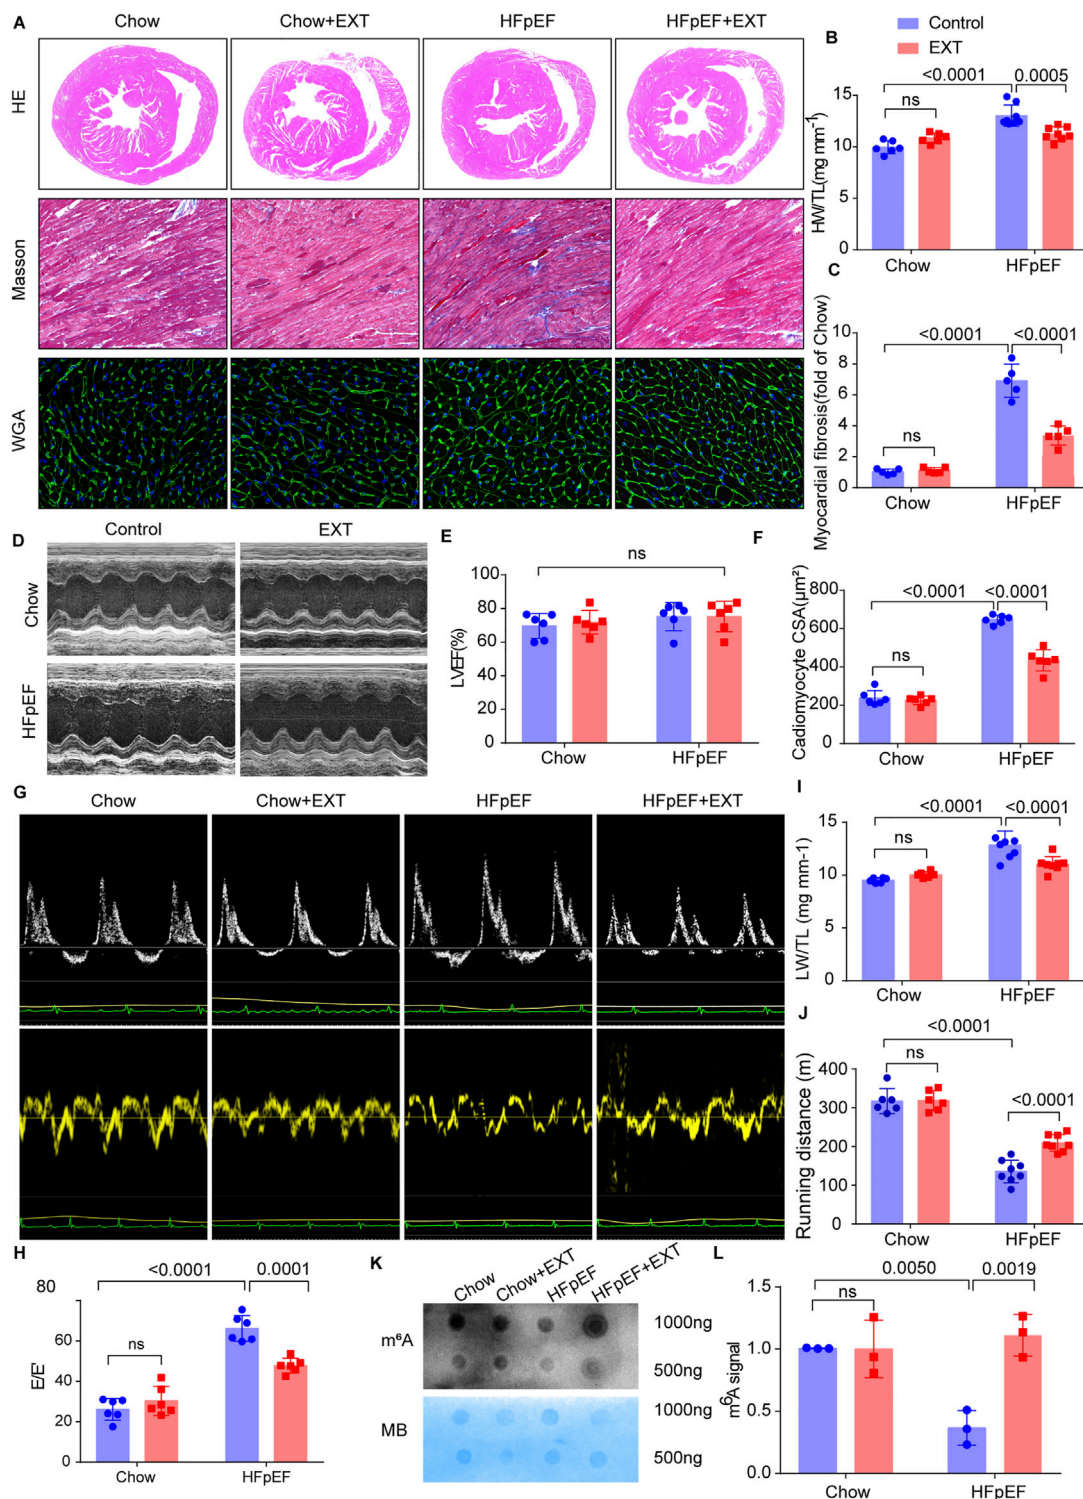 A
Chow
Chow+EXT
HFpEF
HFpEF+EXT
HE
Masson
WGA
B
Control
EXT
<0.0001
0.0005
ns
15
10
5
0
HW/TL(mg mm⁻¹)
Chow
HFpEF
C
<0.0001
<0.0001
ns
10
8
6
4
2
0
Myocardial fibrosis(fold of Chow)
Chow
HFpEF
D
Control
EXT
Chow
HFpEF
E
ns
100
80
60
40
20
0
LVEF(%)
Chow
HFpEF
F
<0.0001
<0.0001
ns
800
600
400
200
0
Cadiomyocyte CSA(μm²)
Chow
HFpEF
G
Chow
Chow+EXT
HFpEF
HFpEF+EXT
I
<0.0001
<0.0001
ns
15
10
5
0
LW/TL (mg mm-1)
Chow
HFpEF
J
<0.0001
ns
<0.0001
400
300
200
100
0
Running distance (m)
Chow
HFpEF
H
<0.0001
0.0001
ns
80
60
40
20
0
E/E'
Chow
HFpEF
K
Chow
Chow+EXT
HFpEF
HFpEF+EXT
m⁶A
1000ng
500ng
MB
1000ng
500ng
L
0.0050
0.0019
ns
1.5
1.0
0.5
0.0
m⁶A signal
Chow
HFpEF